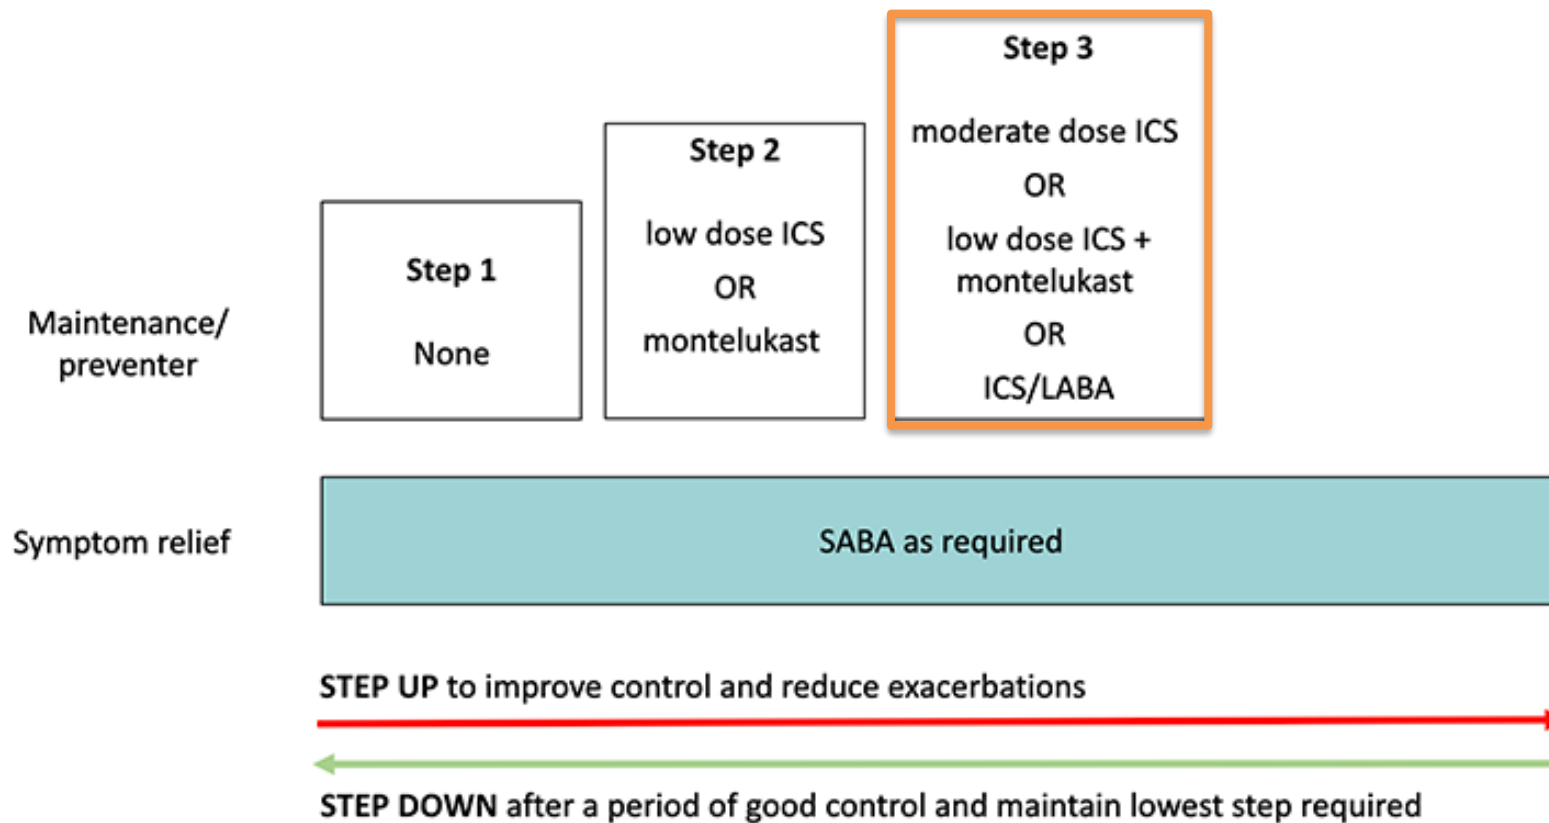 Step 3
moderate dose ICS
OR
low dose ICS +
montelukast
OR
ICS/LABA
Step 2
low dose ICS
OR
montelukast
Step 1
None
Maintenance/
preventer
Symptom relief
SABA as required
STEP UP to improve control and reduce exacerbations
STEP DOWN after a period of good control and maintain lowest step required